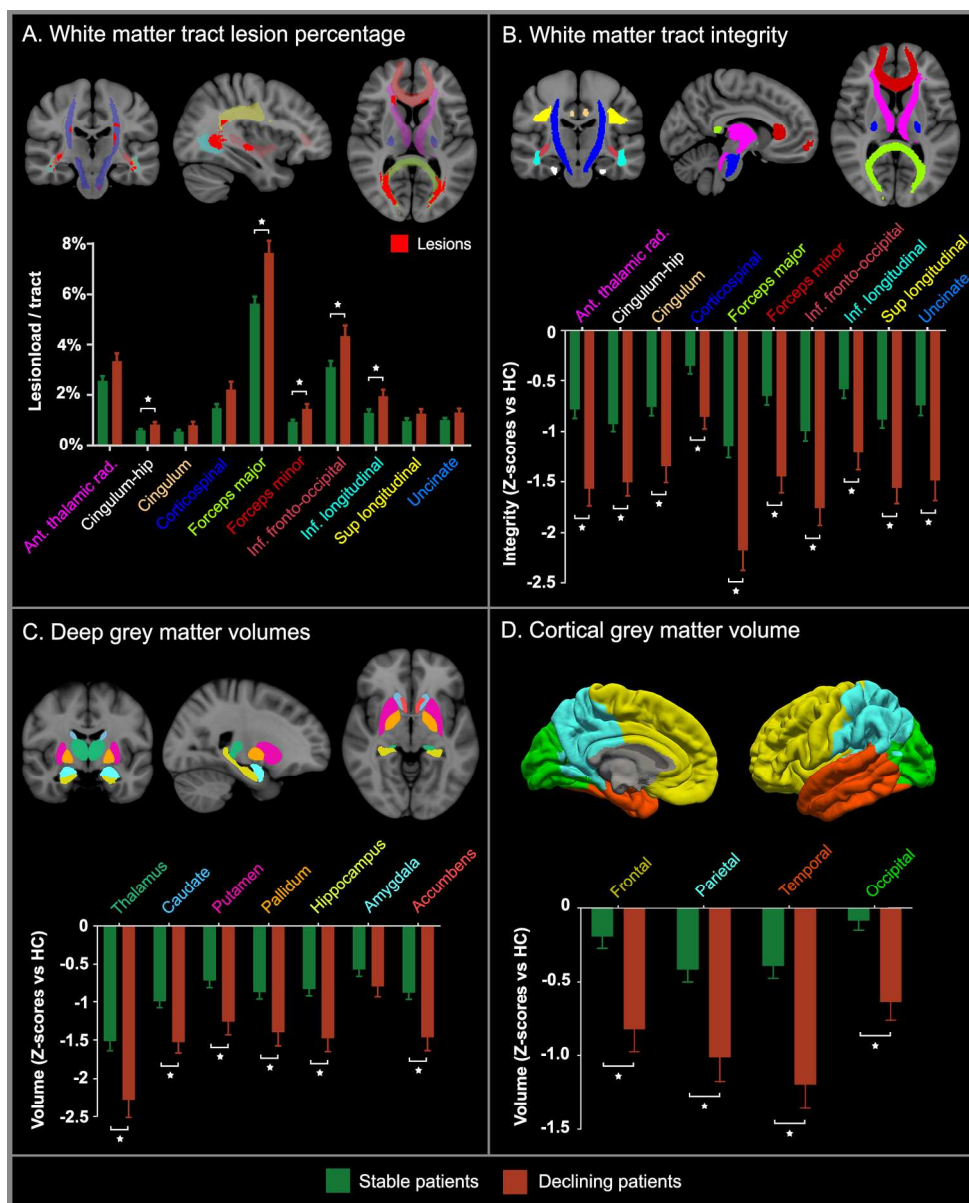 A. White matter tract lesion percentage
Lesions
Lesionload / tract
8%
6%
4%
2%
0%
Ant. thalamic rad.
Cingulum-hip
Cingulum
Corticospinal
Forceps major
Forceps minor
Inf. fronto-occipital
Inf. longitudinal
Sup longitudinal
Uncinate
B. White matter tract integrity
Ant. thalamic rad.
Cingulum-hip
Cingulum
Corticospinal
Forceps major
Forceps minor
Inf. fronto-occipital
Inf. longitudinal
Sup longitudinal
Uncinate
Integrity (Z-scores vs HC)
0
-0.5
-1
-1.5
-2
-2.5
C. Deep grey matter volumes
Thalamus
Caudate
Putamen
Pallidum
Hippocampus
Amygdala
Accumbens
Volume (Z-scores vs HC)
0
-0.5
-1
-1.5
-2
-2.5
D. Cortical grey matter volume
Frontal
Parietal
Temporal
Occipital
Volume (Z-scores vs HC)
0
-0.5
-1.0
-1.5
Stable patients
Declining patients